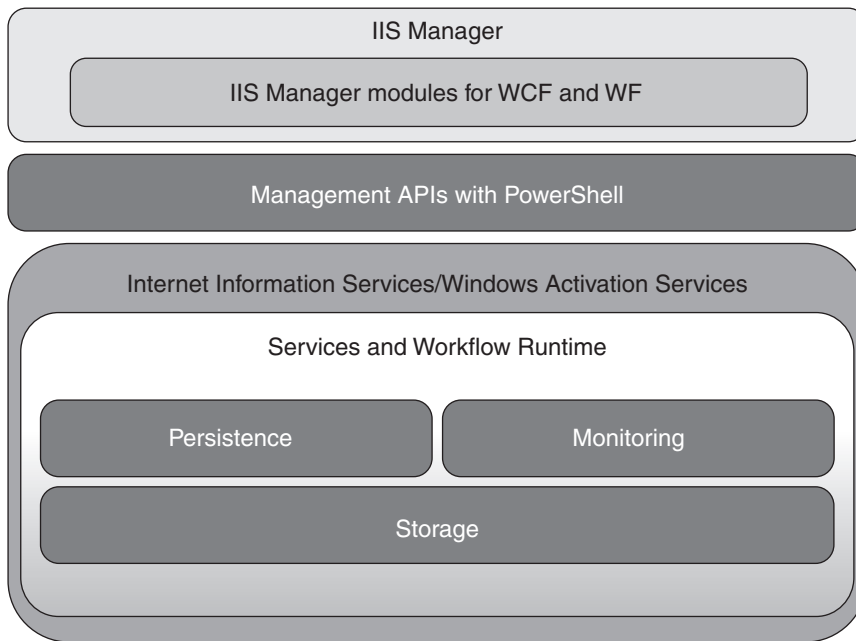 IIS Manager
IIS Manager modules for WCF and WF
Management APIs with PowerShell
Internet Information Services/Windows Activation Services
Services and Workflow Runtime
Persistence
Monitoring
Storage